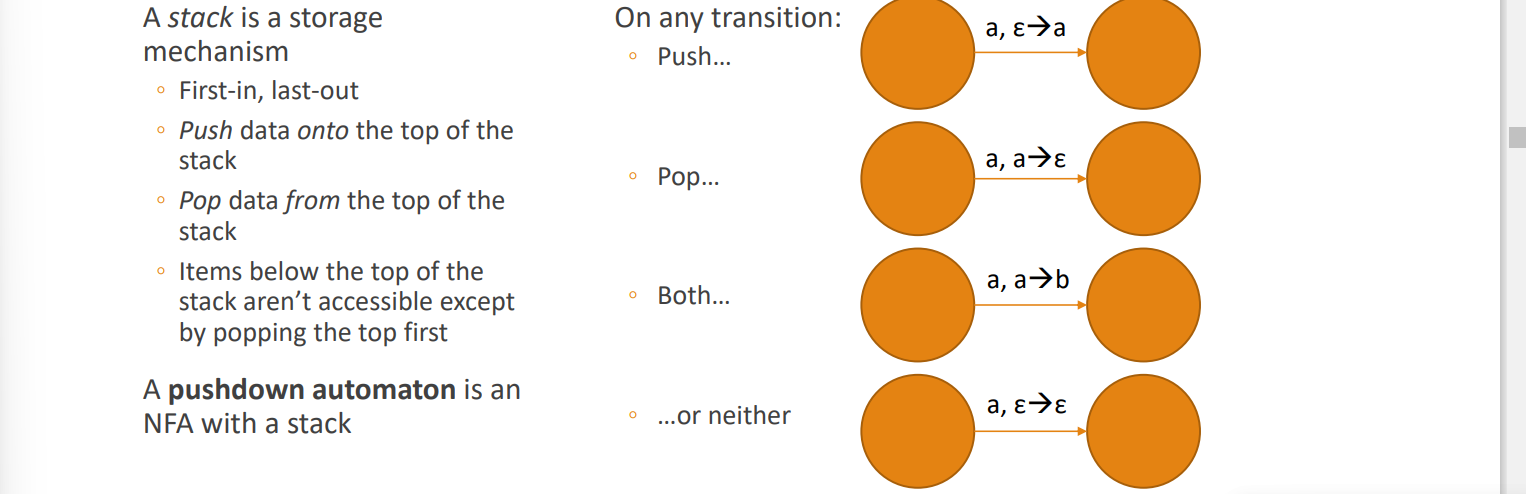 A stack is a storage
mechanism
◦ First-in, last-out
◦ Push data onto the top of the
stack
◦ Pop data from the top of the
stack
◦ Items below the top of the
stack aren’t accessible except
by popping the top first
A pushdown automaton is an
NFA with a stack
On any transition:
◦ Push…
◦ Pop…
◦ Both…
◦ …or neither
a, ε→a
a, a→ε
a, a→b
a, ε→ε